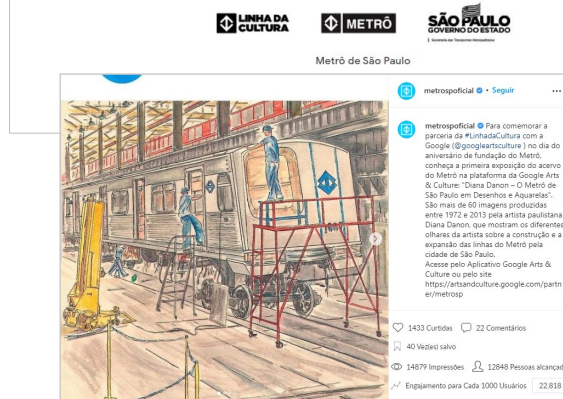 LINHA DA
CULTURA
METRÔ
SÃO PAULO
GOVERNO DO ESTADO
Secretaria dos Transportes Metropolitanos
Metrô de São Paulo
metrospoficial • Seguir
metrospoficial Para comemorar a
parceria da #LinhadaCultura com a
Google (@googleartsculture ) no dia do
aniversário de fundação do Metrô,
conheça a primeira exposição do acervo
do Metrô na plataforma da Google Arts
& Culture: "Diana Danon – O Metrô de
São Paulo em Desenhos e Aquarelas".
São mais de 60 imagens produzidas
entre 1972 e 2013 pela artista paulistana
Diana Danon, que mostram os diferentes
olhares da artista sobre a construção e a
expansão das linhas do Metrô pela
cidade de São Paulo.
Acesse pelo Aplicativo Google Arts &
Culture ou pelo site
https://artsandculture.google.com/partn
er/metrosp
1433 Curtidas 22 Comentários
40 Vez(es) salvo
14879 Impressões 12848 Pessoas alcançad
Engajamento para Cada 1000 Usuários 22,818